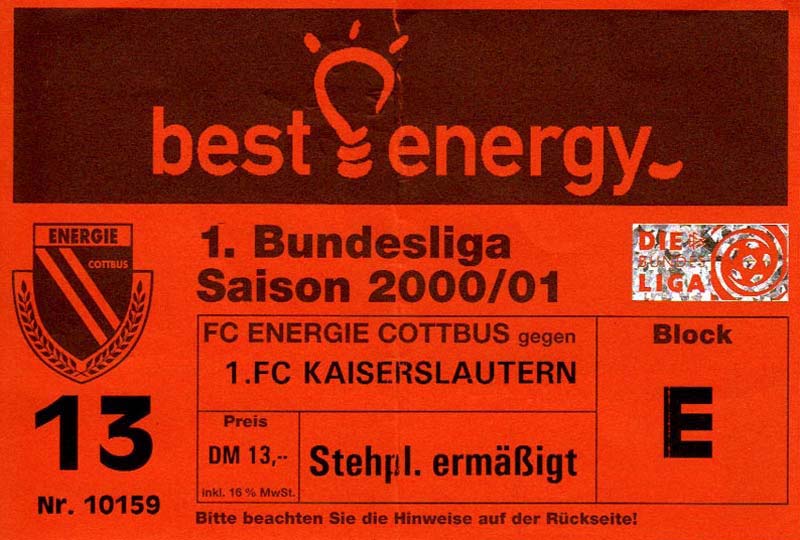 best energy
ENERGIE
COTTBUS
1. Bundesliga
Saison 2000/01
DIE
BUNDES
LIGA
FC ENERGIE COTTBUS gegen
1.FC KAISERSLAUTERN
Block
E
13
Nr. 10159
Preis
DM 13,--
inkl. 16 % MwSt.
Stehpl. ermäßigt
Bitte beachten Sie die Hinweise auf der Rückseite!